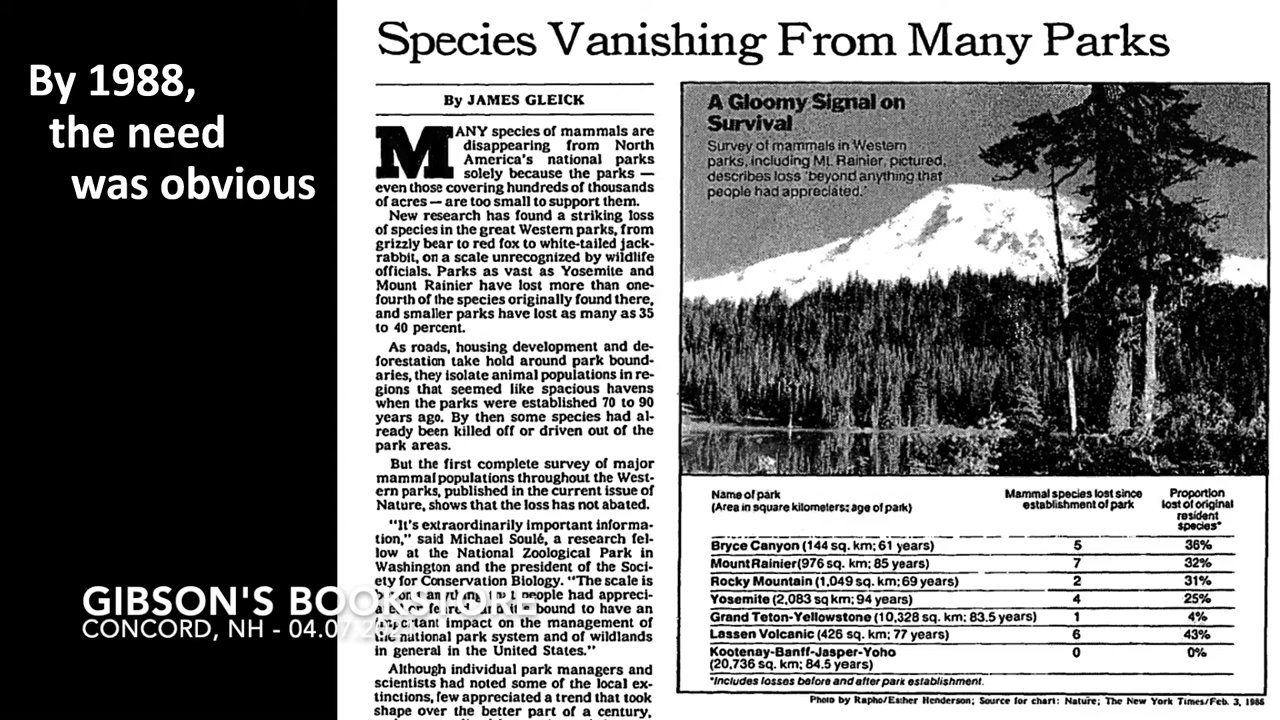 By 1988,
the need
was obvious
Species Vanishing From Many Parks
By JAMES GLEICK
MANY species of mammals are
disappearing from North
America's national parks
solely because the parks —
even those covering hundreds of thousands
of acres — are too small to support them.
New research has found a striking loss
of species in the great Western parks, from
grizzly bear to red fox to white-tailed jack-
rabbit, on a scale unrecognized by wildlife
officials. Parks as vast as Yosemite and
Mount Rainier have lost more than one-
fourth of the species originally found there,
and smaller parks have lost as many as 35
to 40 percent.
As roads, housing development and de-
forestation take hold around park bound-
aries, they isolate animal populations in re-
gions that seemed like spacious havens
when the parks were established 70 to 90
years ago. By then some species had al-
ready been killed off or driven out of the
park areas.
But the first complete survey of major
mammal populations throughout the West-
ern parks, published in the current issue of
Nature, shows that the loss has not abated.
"It's extraordinarily important informa-
tion," said Michael Soulé, a research fel-
low at the National Zoological Park in
Washington and the president of the Soci-
ety for Conservation Biology. "The scale is
people had appreci-
bound to have an
important impact on the management of
the national park system and of wildlands
in general in the United States."
Although individual park managers and
scientists had noted some of the local ex-
tinctions, few appreciated a trend that took
shape over the better part of a century,
A Gloomy Signal on
Survival
Survey of mammals in Western
parks, including Mt. Rainier, pictured,
describes loss 'beyond anything that
people had appreciated.'
Name of park
(Area in square kilometers; age of park)
Mammal species lost since
establishment of park
Proportion
lost of original
resident
species*
Bryce Canyon (144 sq. km; 61 years) 5 36%
Mount Rainier (976 sq. km; 85 years) 7 32%
Rocky Mountain (1,049 sq. km; 69 years) 2 31%
Yosemite (2,083 sq km; 94 years) 4 25%
Grand Teton-Yellowstone (10,328 sq. km; 83.5 years) 1 4%
Lassen Volcanic (426 sq. km; 77 years) 6 43%
Kootenay-Banff-Jasper-Yoho
(20,736 sq. km; 84.5 years) 0 0%
*Includes losses before and after park establishment.
Photo by Rapho/Esther Henderson; Source for chart: Nature; The New York Times/Feb. 3, 1986
GIBSON'S BOOKSTORE
CONCORD, NH - 04.07